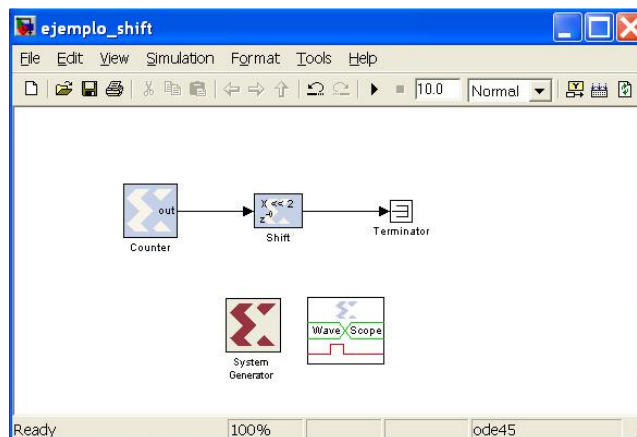 ejemplo_shift
File Edit View Simulation Format Tools Help
10.0 Normal
out
Counter
X << 2
z-0
Shift
Terminator
System
Generator
Wave Scope
Ready 100% ode45